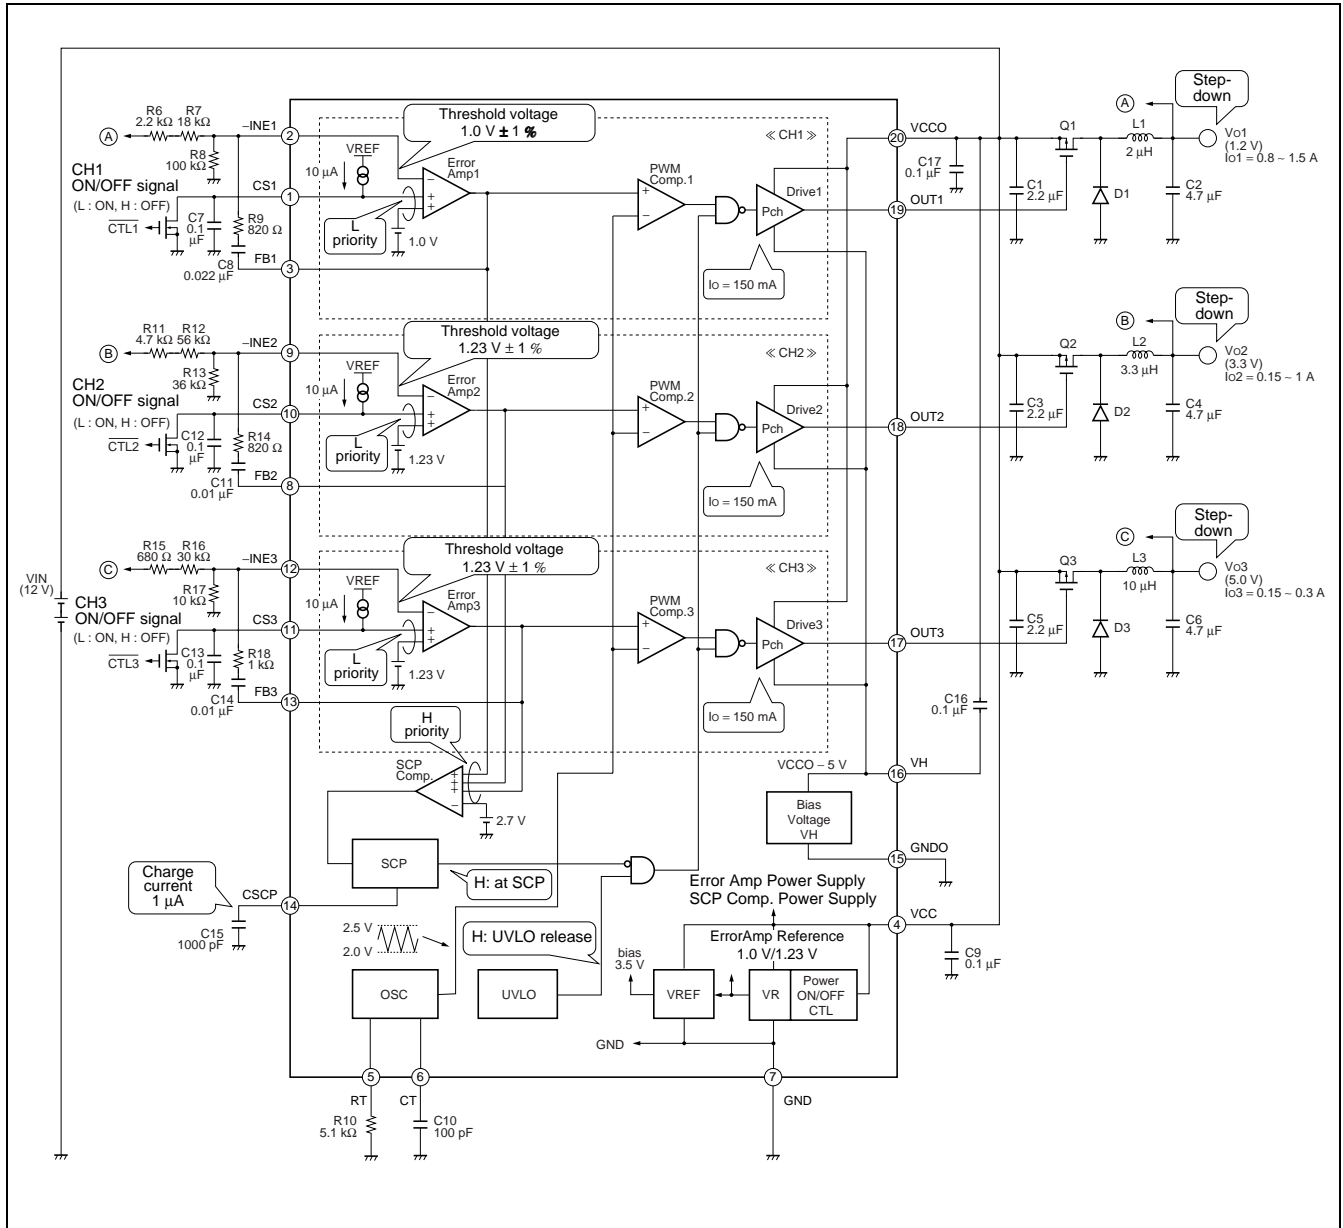 Step-
down
A
L1
2 μH
Q1
VO1
(1.2 V)
IO1 = 0.8 ~ 1.5 A
20
VCCO
C17
0.1 μF
C1
2.2 μF
D1
C2
4.7 μF
19
OUT1
R6
2.2 kΩ
R7
18 kΩ
A
R8
100 kΩ
–INE1
2
Threshold voltage
1.0 V ± 1 %
<< CH1 >>
CH1
ON/OFF signal
(L : ON, H : OFF)
CTL1
CS1
1
C7
0.1
μF
R9
820 Ω
C8
0.022 μF
FB1
3
VREF
10 μA
Error
Amp1
L
priority
1.0 V
PWM
Comp.1
Drive1
Pch
IO = 150 mA
R11
4.7 kΩ
R12
56 kΩ
B
R13
36 kΩ
–INE2
9
Threshold voltage
1.23 V ± 1 %
<< CH2 >>
CH2
ON/OFF signal
(L : ON, H : OFF)
CTL2
CS2
10
C12
0.1
μF
R14
820 Ω
C11
0.01 μF
FB2
8
VREF
10 μA
Error
Amp2
L
priority
1.23 V
PWM
Comp.2
Drive2
Pch
IO = 150 mA
18
OUT2
Step-
down
B
L2
3.3 μH
Q2
VO2
(3.3 V)
IO2 = 0.15 ~ 1 A
C3
2.2 μF
D2
C4
4.7 μF
R15
680 Ω
R16
30 kΩ
C
R17
10 kΩ
–INE3
12
Threshold voltage
1.23 V ± 1 %
<< CH3 >>
VIN
(12 V)
CH3
ON/OFF signal
(L : ON, H : OFF)
CTL3
CS3
11
C13
0.1
μF
R18
1 kΩ
C14
0.01 μF
FB3
13
VREF
10 μA
Error
Amp3
L
priority
1.23 V
PWM
Comp.3
Drive3
Pch
IO = 150 mA
17
OUT3
Step-
down
C
L3
10 μH
Q3
VO3
(5.0 V)
IO3 = 0.15 ~ 0.3 A
C5
2.2 μF
D3
C6
4.7 μF
C16
0.1 μF
H
priority
SCP
Comp.
2.7 V
VCCO – 5 V
16
VH
Bias
Voltage
VH
15
GNDO
SCP
H: at SCP
Charge
current
1 μA
CSCP
14
C15
1000 pF
Error Amp Power Supply
SCP Comp. Power Supply
4
VCC
C9
0.1 μF
2.5 V
2.0 V
H: UVLO release
bias
3.5 V
ErrorAmp Reference
1.0 V/1.23 V
OSC
UVLO
VREF
VR
Power
ON/OFF
CTL
GND
5
6
7
RT
CT
GND
R10
5.1 kΩ
C10
100 pF